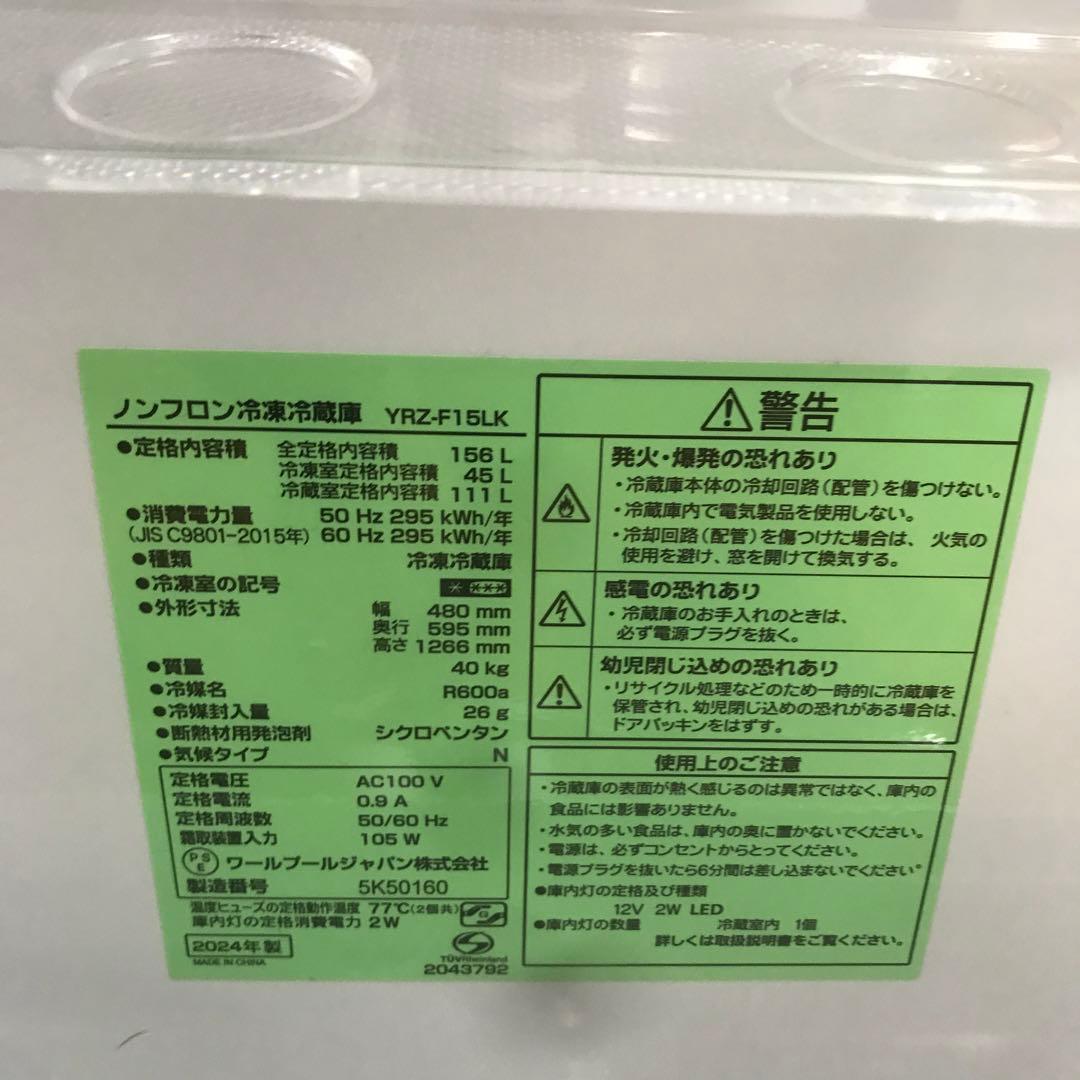 ノンフロン冷凍冷蔵庫 YRZ-F15LK
●定格内容積 全定格内容積 156 L
冷凍室定格内容積 45 L
冷蔵室定格内容積 111 L
●消費電力量 50 Hz 295 kWh/年
(JIS C9801-2015年) 60 Hz 295 kWh/年
●種類 冷凍冷蔵庫
●冷凍室の記号 * ***
●外形寸法 幅 480 mm
奥行 595 mm
高さ 1266 mm
●質量 40 kg
●冷媒名 R600a
●冷媒封入量 26 g
●断熱材用発泡剤 シクロペンタン
●気候タイプ N
定格電圧 AC100 V
定格電流 0.9 A
定格周波数 50/60 Hz
霜取装置入力 105 W
PSE ワールプールジャパン株式会社
製造番号 5K50160
温度ヒューズの定格動作温度 77℃(2個共)
庫内灯の定格消費電力 2W
2024年製
MADE IN CHINA
TÜVRheinland
2043792
警告
発火・爆発の恐れあり
・冷蔵庫本体の冷却回路(配管)を傷つけない。
・冷蔵庫内で電気製品を使用しない。
・冷却回路(配管)を傷つけた場合は、火気の
使用を避け、窓を開けて換気する。
感電の恐れあり
・冷蔵庫のお手入れのときは、
必ず電源プラグを抜く。
幼児閉じ込めの恐れあり
・リサイクル処理などのため一時的に冷蔵庫を
保管され、幼児閉じ込めの恐れがある場合は、
ドアパッキンをはずす。
使用上のご注意
・冷蔵庫の表面が熱く感じるのは異常ではなく、庫内の
食品には影響ありません。
・水気の多い食品は、庫内の奥に置かないでください。
・電源は、必ずコンセントからとってください。
・電源プラグを抜いたら6分間は差し込まないでください。
●庫内灯の定格及び種類
12V 2W LED
●庫内灯の数量 冷蔵室内 1個
詳しくは取扱説明書をご覧ください。